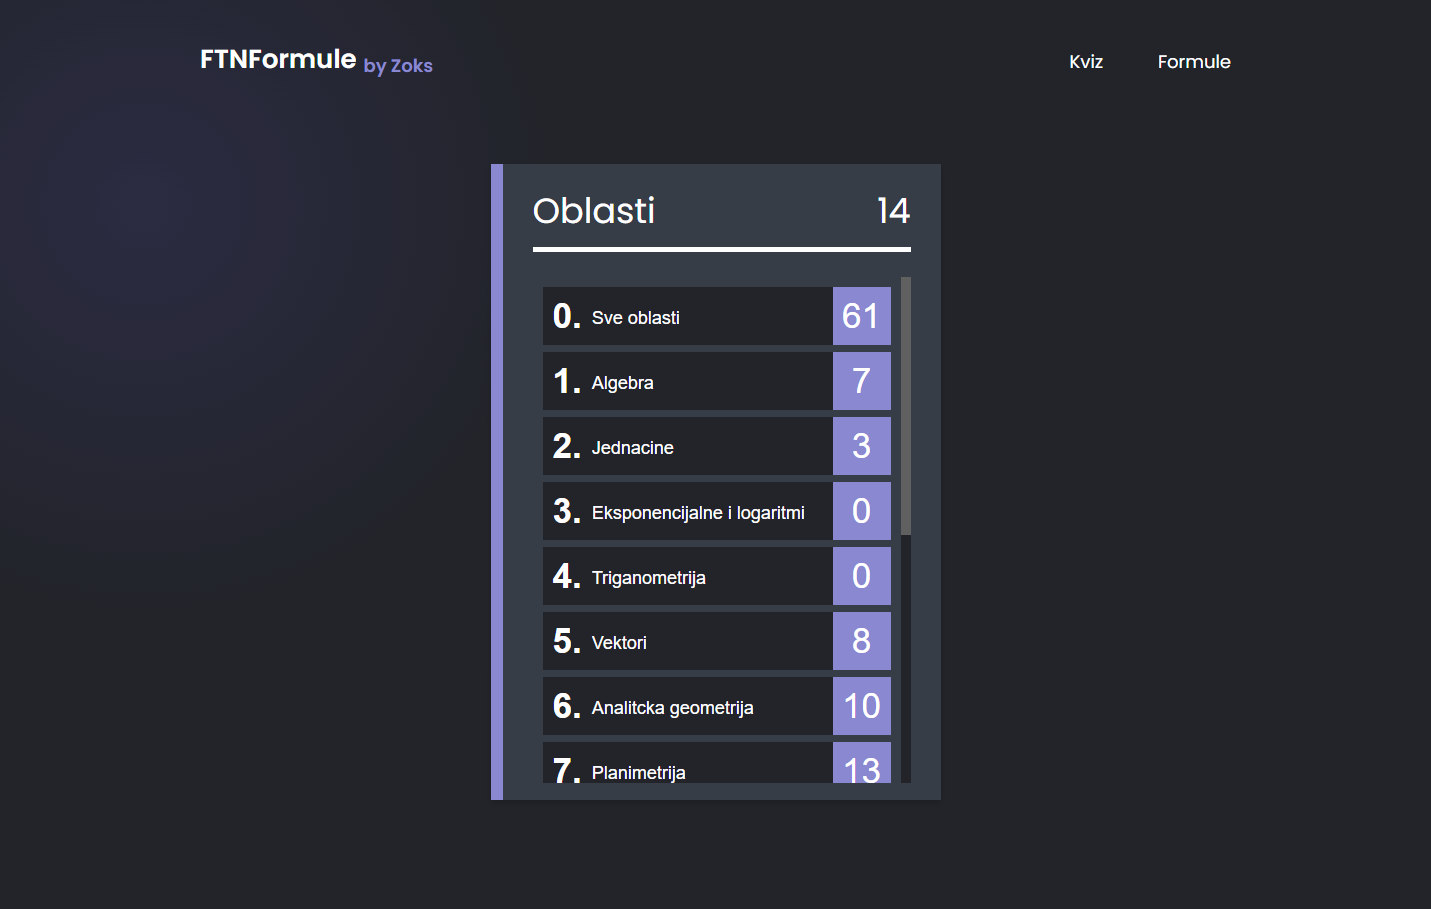 FTNFormule by Zoks
Kviz
Formule
Oblasti 14
0. Sve oblasti 61
1. Algebra 7
2. Jednacine 3
3. Eksponencijalne i logaritmi 0
4. Triganometrija 0
5. Vektori 8
6. Analitcka geometrija 10
7. Planimetrija 13